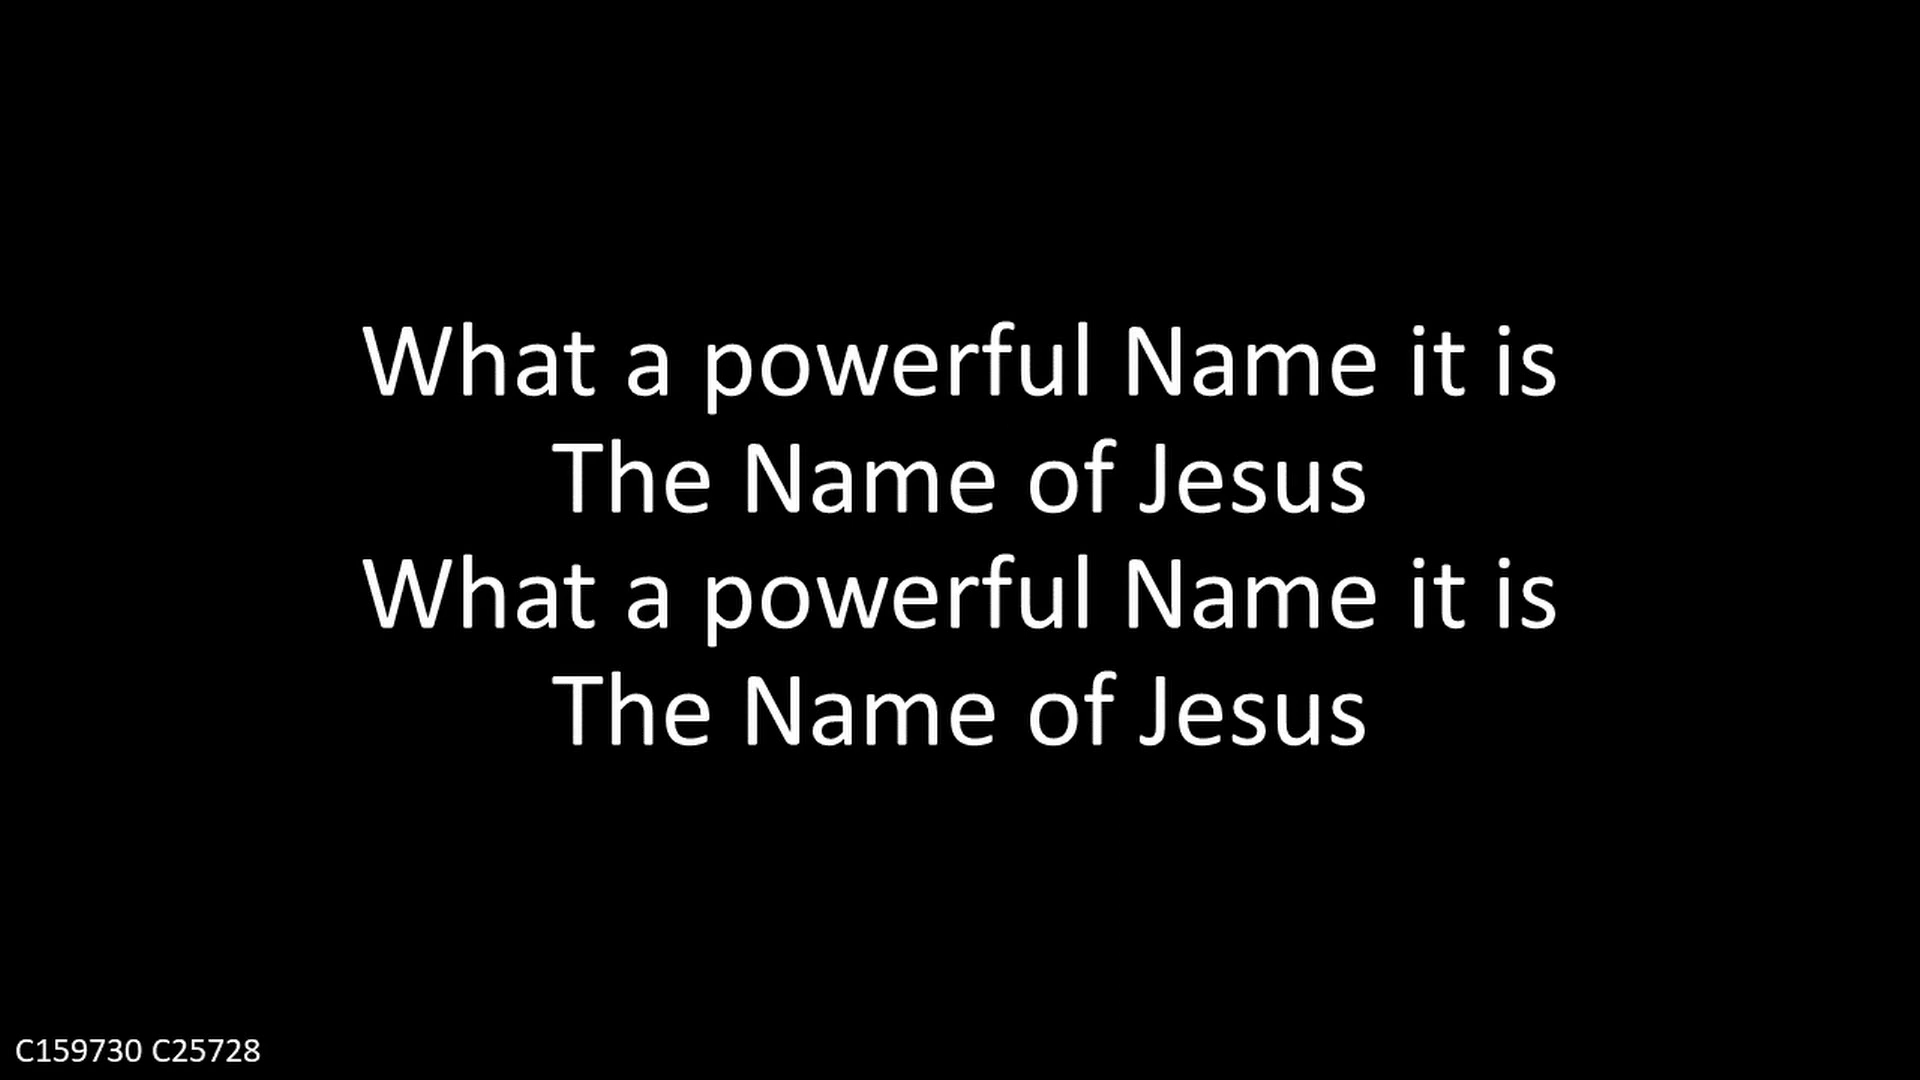 What a powerful Name it is
The Name of Jesus
What a powerful Name it is
The Name of Jesus
C159730 C25728